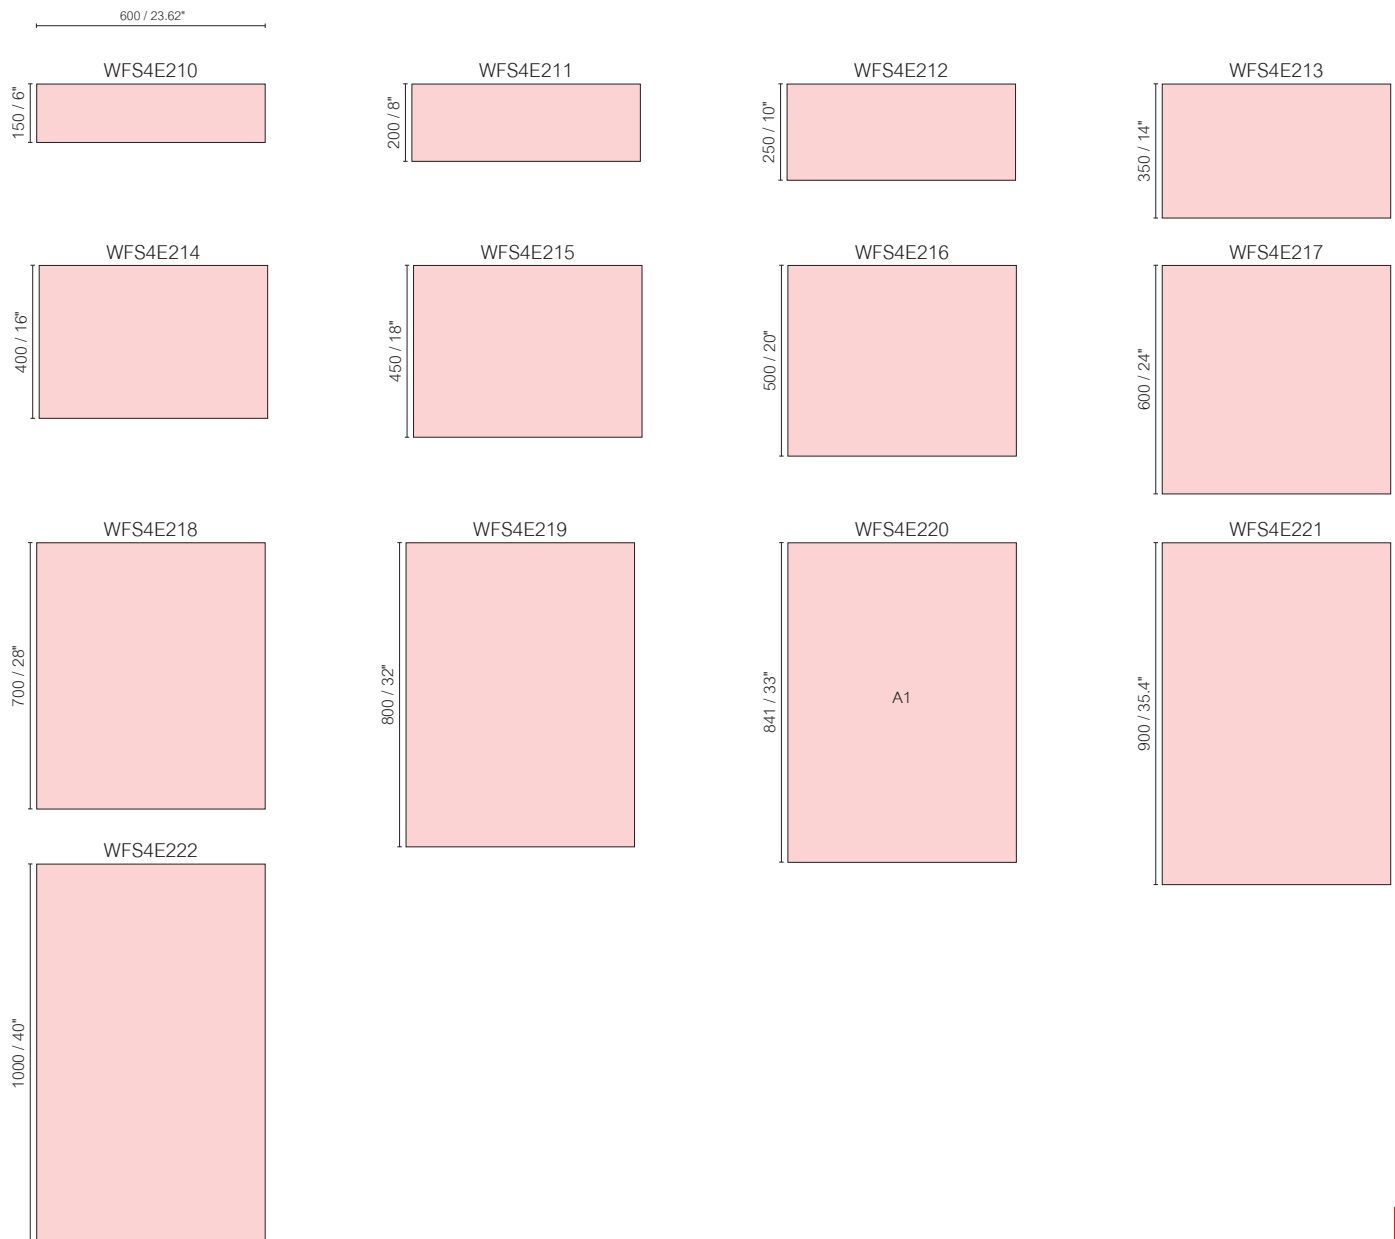 600 / 23.62"
WFS4E210
WFS4E211
WFS4E212
WFS4E213
150 / 6"
200 / 8"
250 / 10"
350 / 14"
WFS4E214
WFS4E215
WFS4E216
WFS4E217
400 / 16"
450 / 18"
500 / 20"
600 / 24"
WFS4E218
WFS4E219
WFS4E220
WFS4E221
700 / 28"
800 / 32"
841 / 33"
A1
900 / 35.4"
WFS4E222
1000 / 40"